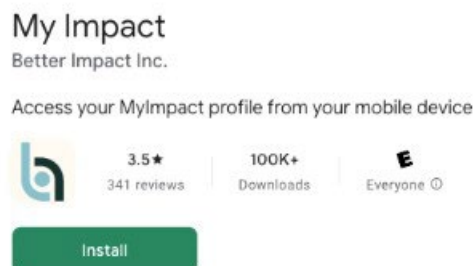 My Impact
Better Impact Inc.
Access your MyImpact profile from your mobile device
3.5★ 100K+ E
341 reviews Downloads Everyone ⓘ
Install